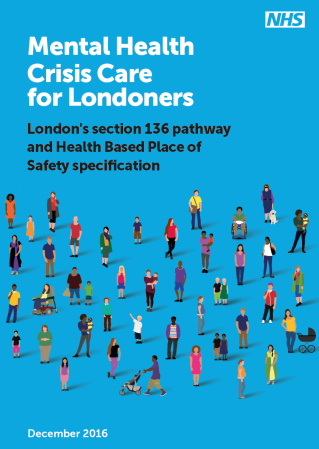 NHS
Mental Health
Crisis Care
for Londoners
London's section 136 pathway
and Health Based Place of
Safety specification
December 2016